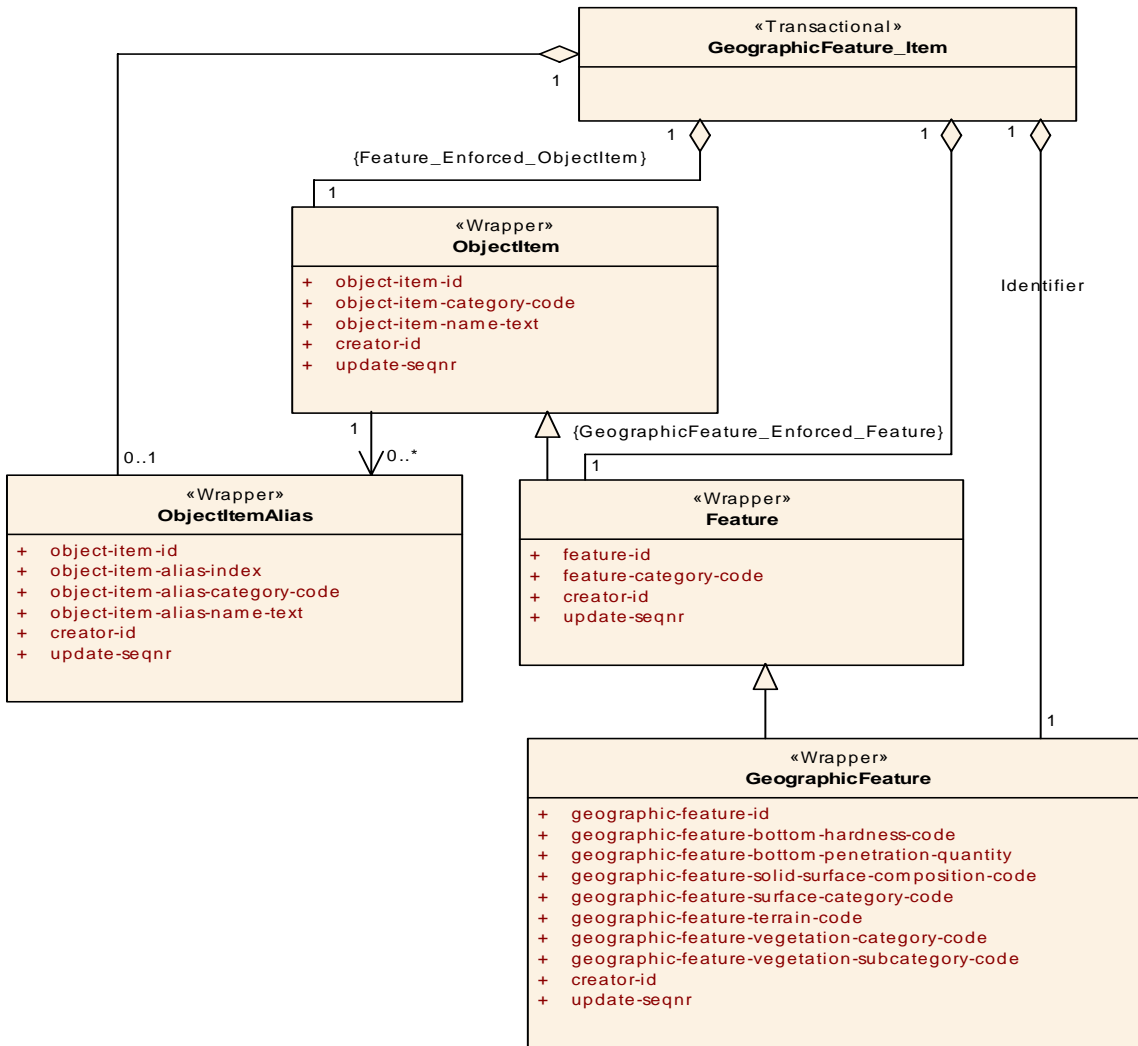 «Transactional»
GeographicFeature_Item
1
1
1
1
{Feature_Enforced_ObjectItem}
1
«Wrapper»
ObjectItem
+ object-item-id
+ object-item-category-code
+ object-item-name-text
+ creator-id
+ update-seqnr
Identifier
1
{GeographicFeature_Enforced_Feature}
0..1
0..*
1
«Wrapper»
ObjectItemAlias
+ object-item-id
+ object-item-alias-index
+ object-item-alias-category-code
+ object-item-alias-name-text
+ creator-id
+ update-seqnr
«Wrapper»
Feature
+ feature-id
+ feature-category-code
+ creator-id
+ update-seqnr
1
«Wrapper»
GeographicFeature
+ geographic-feature-id
+ geographic-feature-bottom-hardness-code
+ geographic-feature-bottom-penetration-quantity
+ geographic-feature-solid-surface-composition-code
+ geographic-feature-surface-category-code
+ geographic-feature-terrain-code
+ geographic-feature-vegetation-category-code
+ geographic-feature-vegetation-subcategory-code
+ creator-id
+ update-seqnr